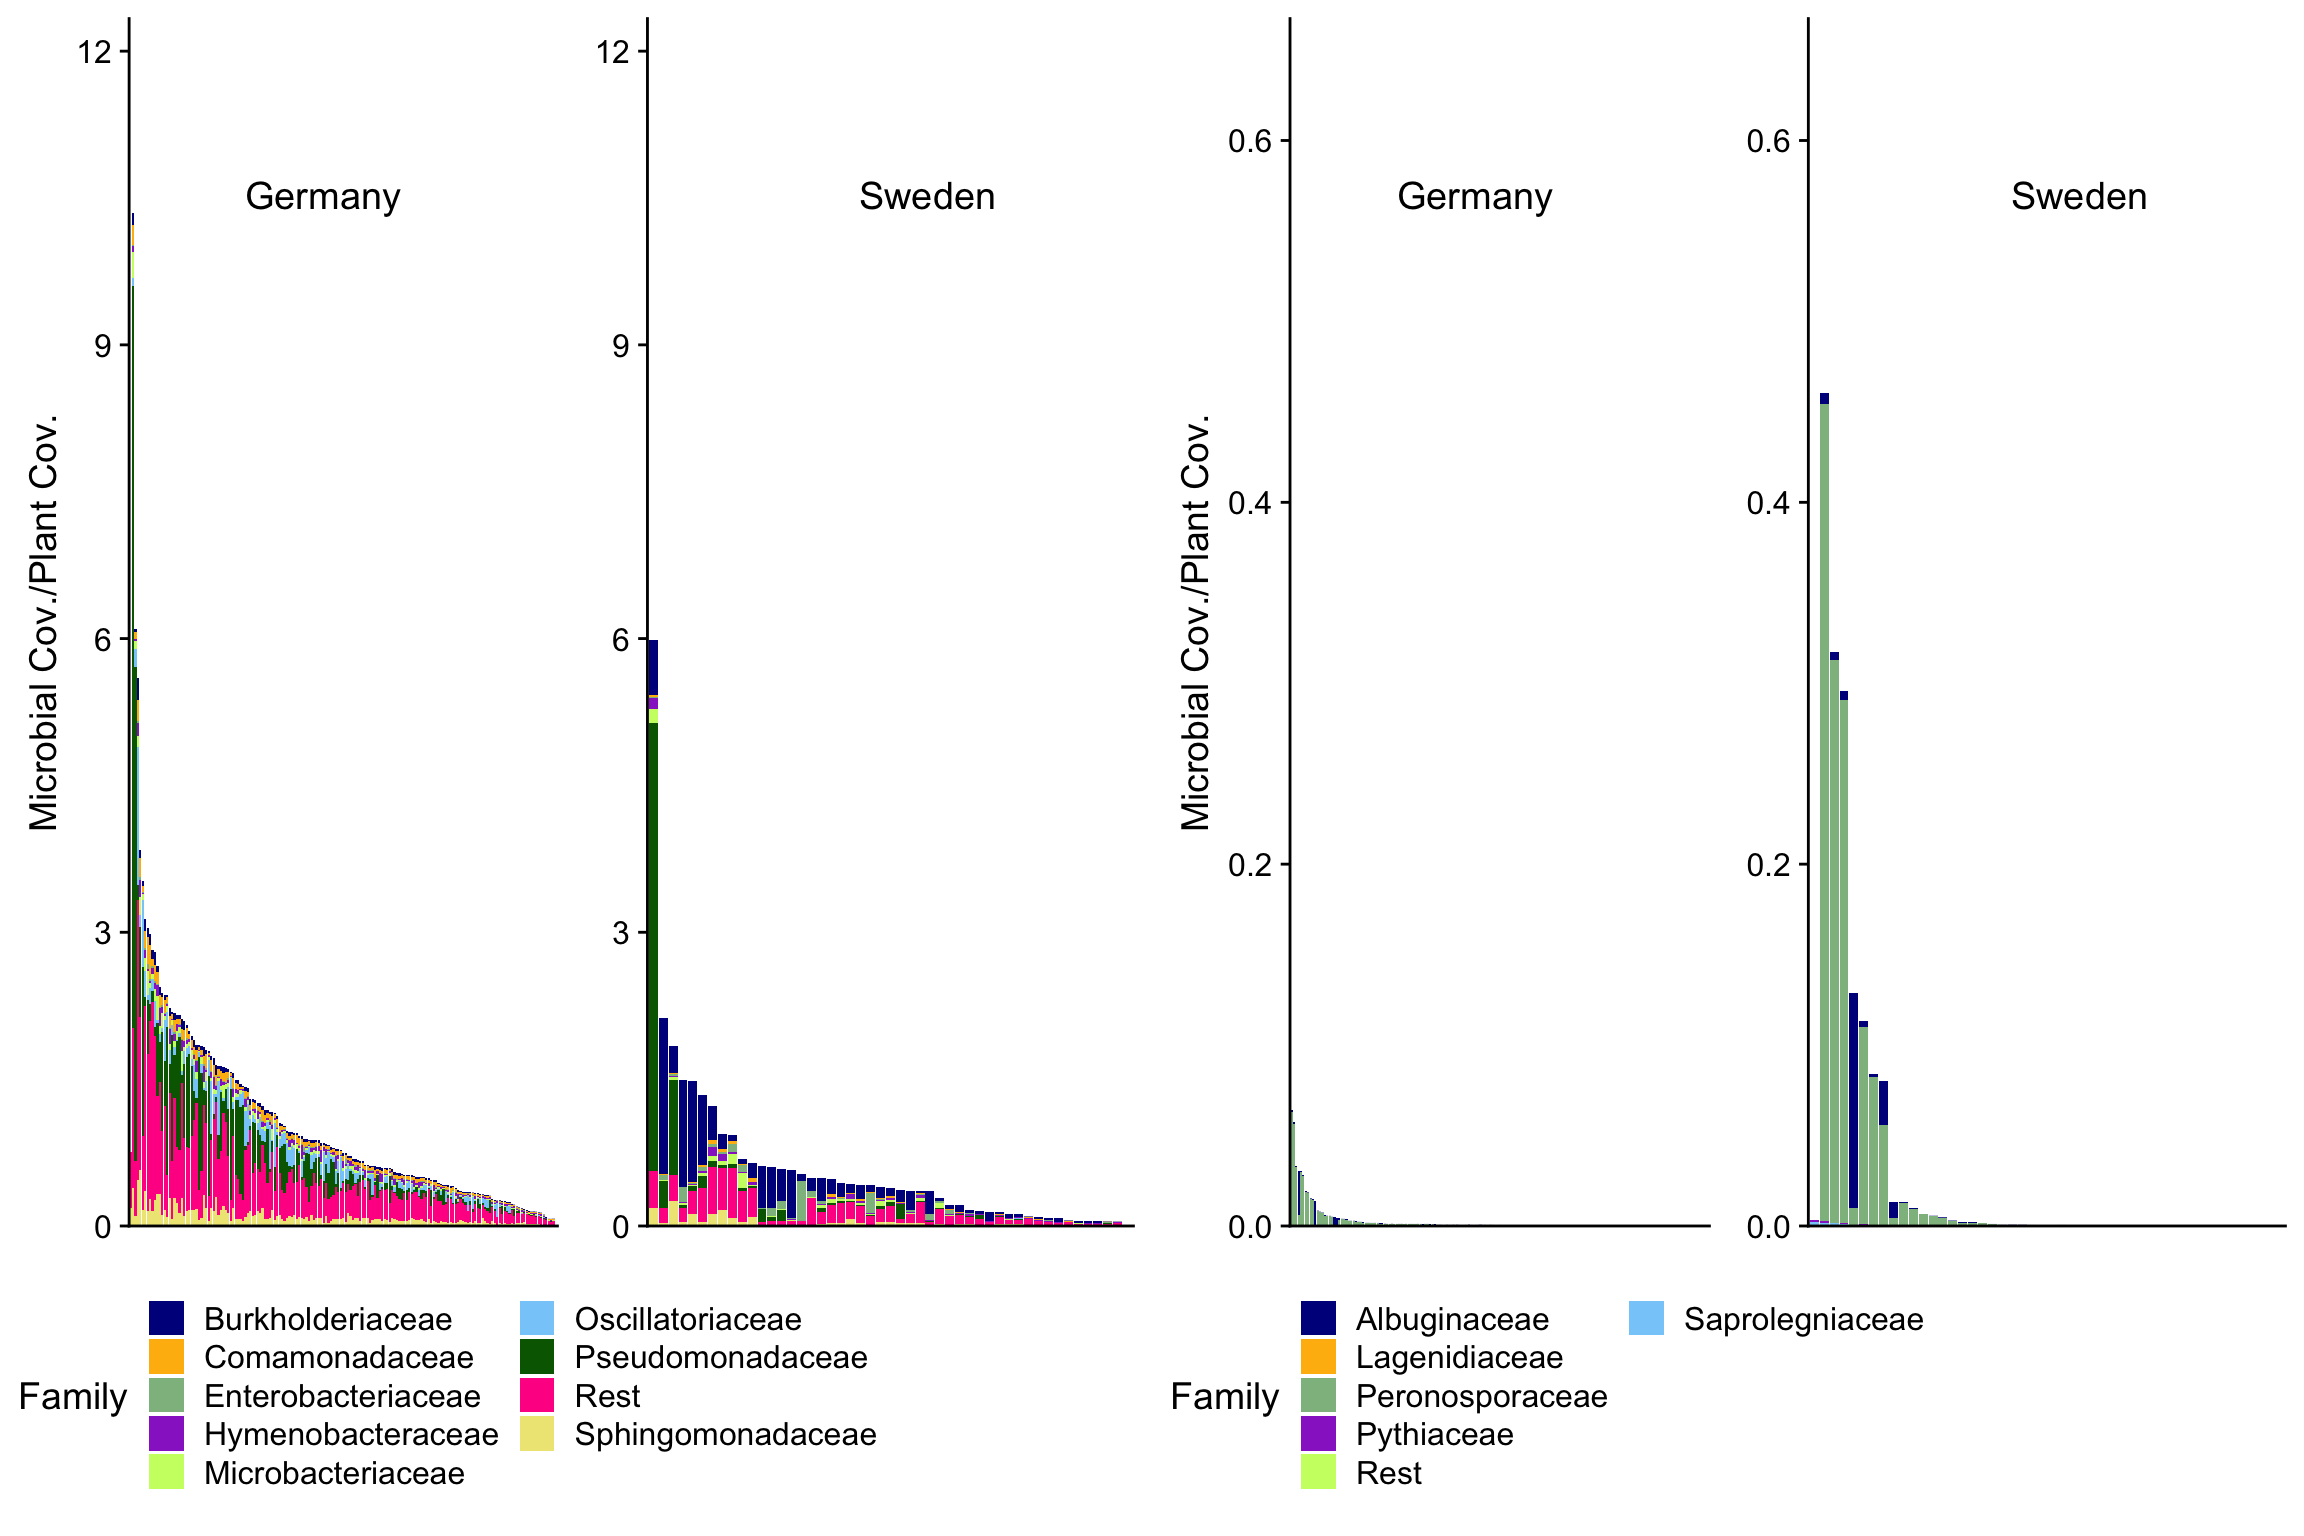 12
9
6
3
0
Microbial Cov./Plant Cov.
Germany
12
9
6
3
0
Sweden
0.6
0.4
0.2
0.0
Microbial Cov./Plant Cov.
Germany
0.6
0.4
0.2
0.0
Sweden
Family
Burkholderiaceae
Comamonadaceae
Enterobacteriaceae
Hymenobacteraceae
Microbacteriaceae
Oscillatoriaceae
Pseudomonadaceae
Rest
Sphingomonadaceae
Family
Albuginaceae
Lagenidiaceae
Peronosporaceae
Pythiaceae
Rest
Saprolegniaceae